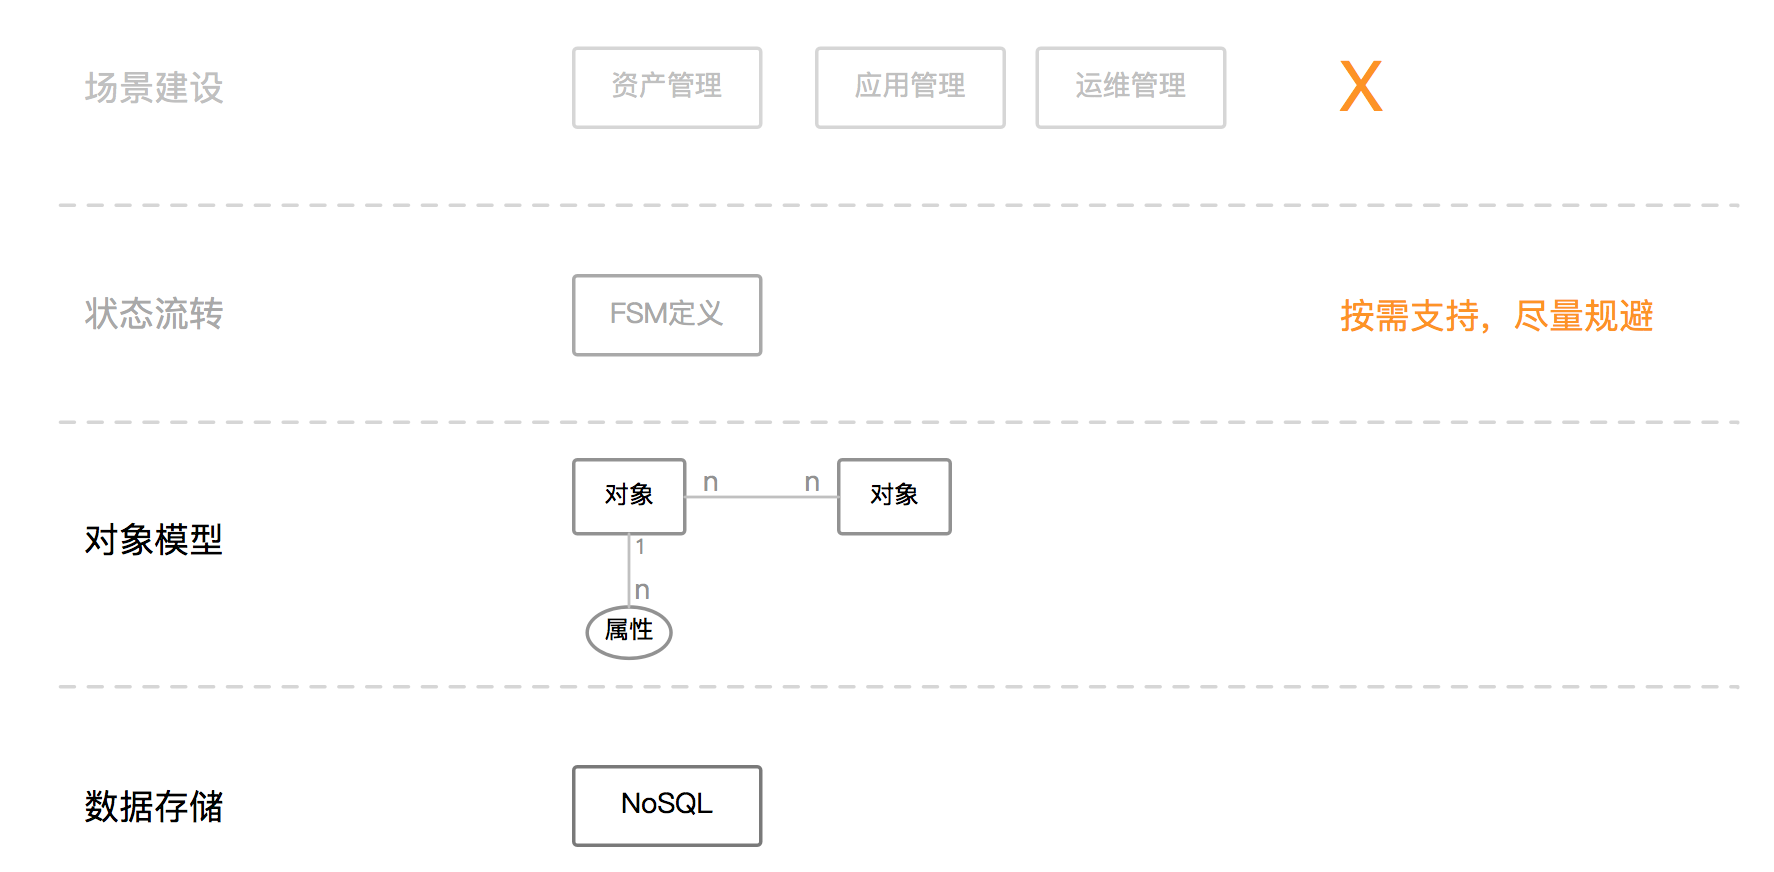 场景建设
资产管理
应用管理
运维管理
X
状态流转
FSM定义
按需支持，尽量规避
对象
n
n
对象
对象模型
1
n
属性
数据存储
NoSQL